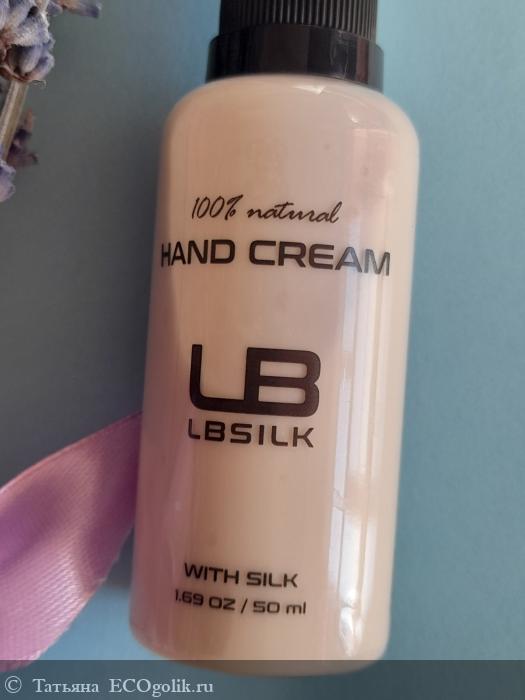 100% natural
HAND CREAM
LB
LBSILK
WITH SILK
1.69 OZ / 50 ml
© Татьяна ECOgolik.ru